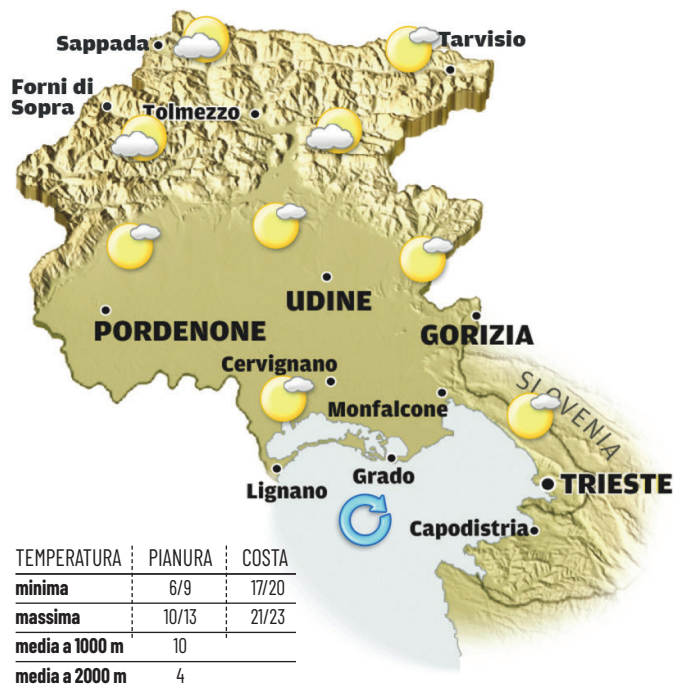 Sappada
Tarvisio
Forni di
Sopra
Tolmezzo
UDINE
PORDENONE
GORIZIA
Cervignano
SLOVENIA
Monfalcone
Grado
TRIESTE
Lignano
Capodistria
TEMPERATURA PIANURA COSTA
minima 6/9 17/20
massima 10/13 21/23
media a 1000 m 10
media a 2000 m 4